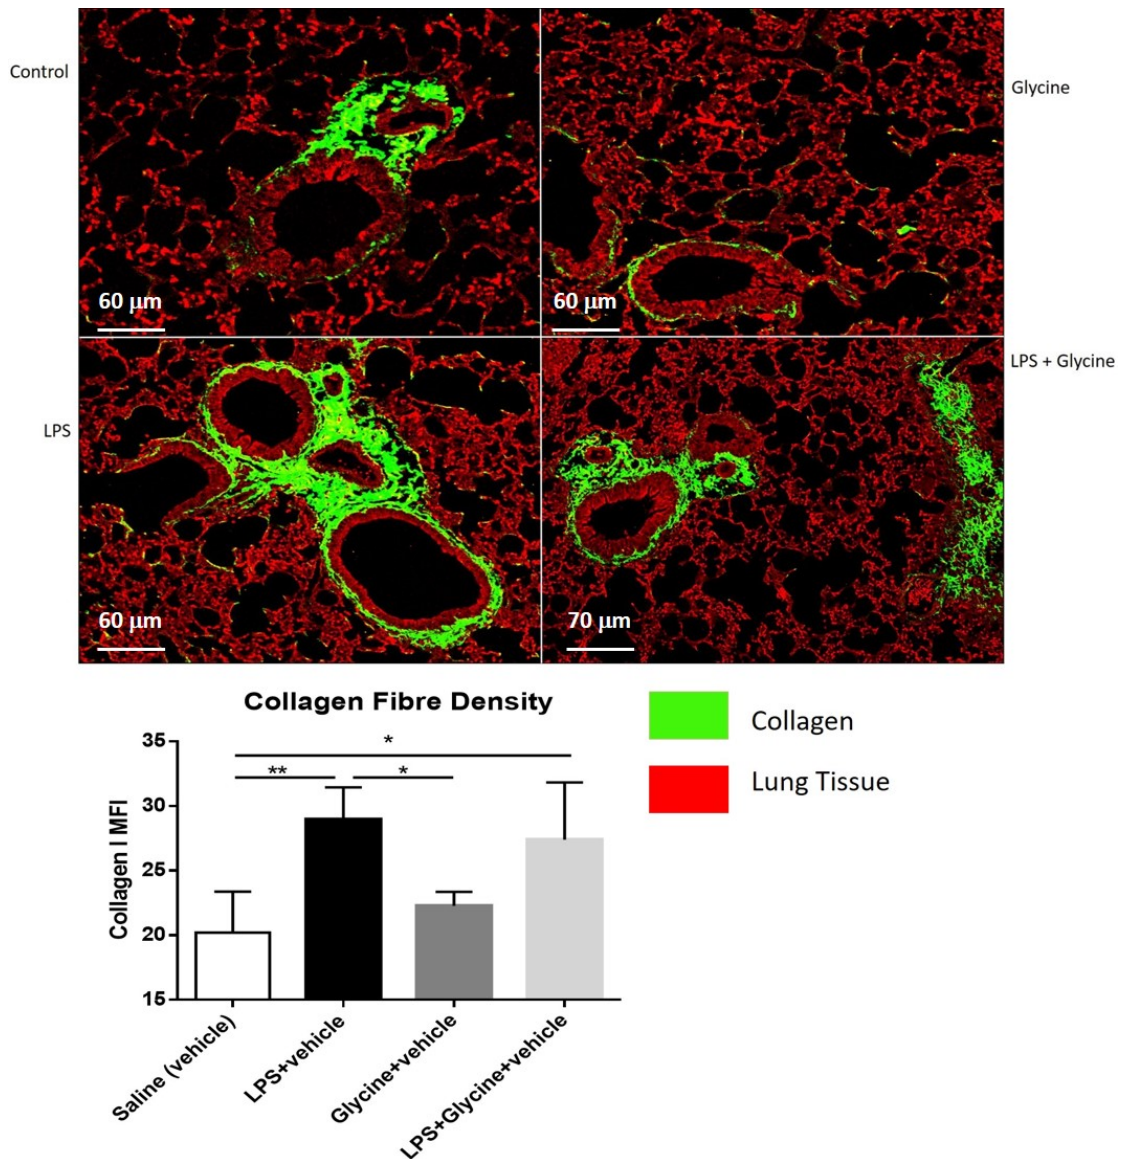 Control
Glycine
60 µm
60 µm
LPS
LPS + Glycine
60 µm
70 µm
Collagen Fibre Density
Collagen
Lung Tissue
Collagen I MFI
35
30
25
20
15
*
**
*
Saline (vehicle)
LPS+vehicle
Glycine+vehicle
LPS+Glycine+vehicle